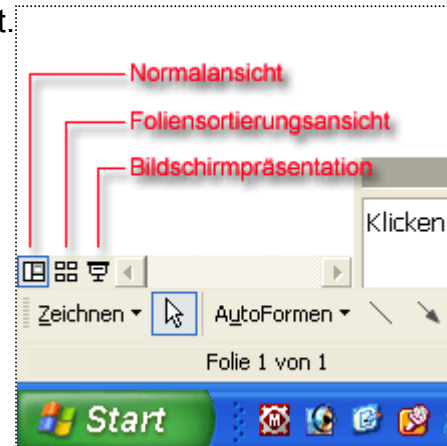 t.
Normalansicht
Foliensortierungsansicht
Bildschirmpräsentation
Klicken
Zeichnen AutoFormen
Folie 1 von 1
Start